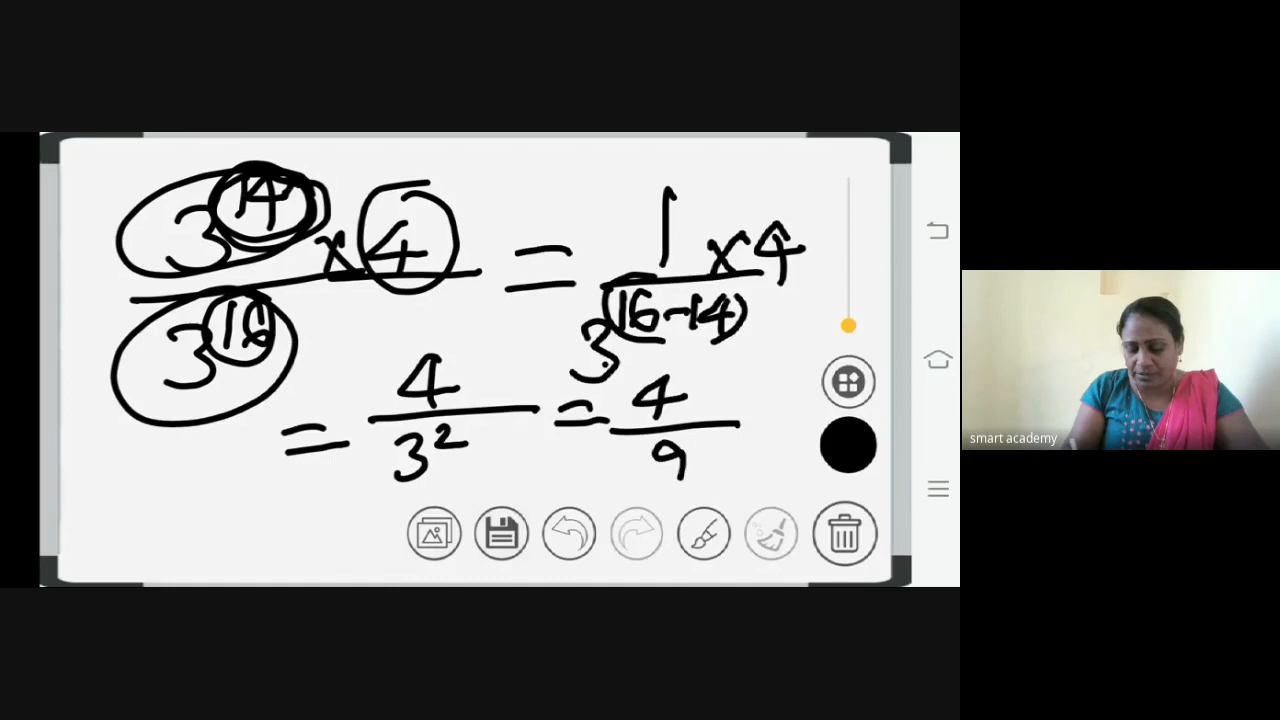 3^14 × 4 / 3^16 = 1 × 4 / 3^(16-14)
= 4 / 3^2 = 4 / 9
smart academy